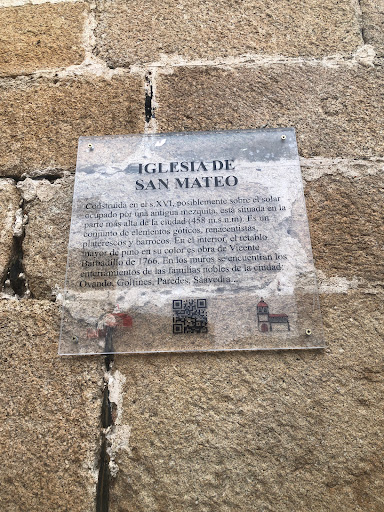 IGLESIA DE
SAN MATEO
Construida en el s.XVI, posiblemente sobre el solar
ocupado por una antigua mezquita, está situada en la
parte más alta de la ciudad (458 m.s.n.m). Es un
conjunto de elementos góticos, renacentistas,
platerescos y barrocos. En el interior, el retablo
mayor de pino en su color es obra de Vicente
Barbadillo de 1766. En los muros se encuentran los
enterramientos de las familias nobles de la ciudad:
Ovando, Golfines, Paredes, Saavedra...